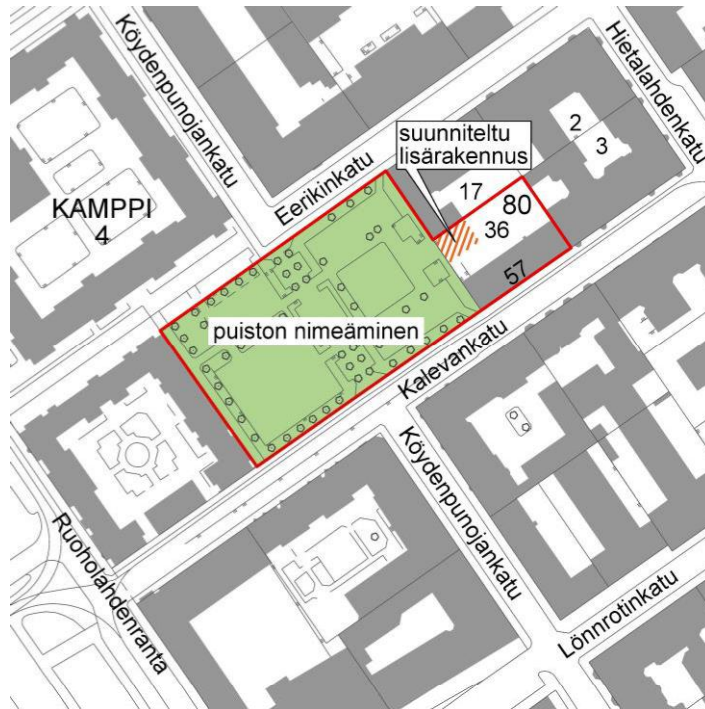 Köydenpunojankatu
Hietalahdenkatu
suunniteltu
lisärakennus
2
3
Eerikinkatu
17
80
36
KAMPPI
4
57
puiston nimeäminen
Kalevankatu
Köydenpunojankatu
Ruoholahdenranta
Lönnrotinkatu